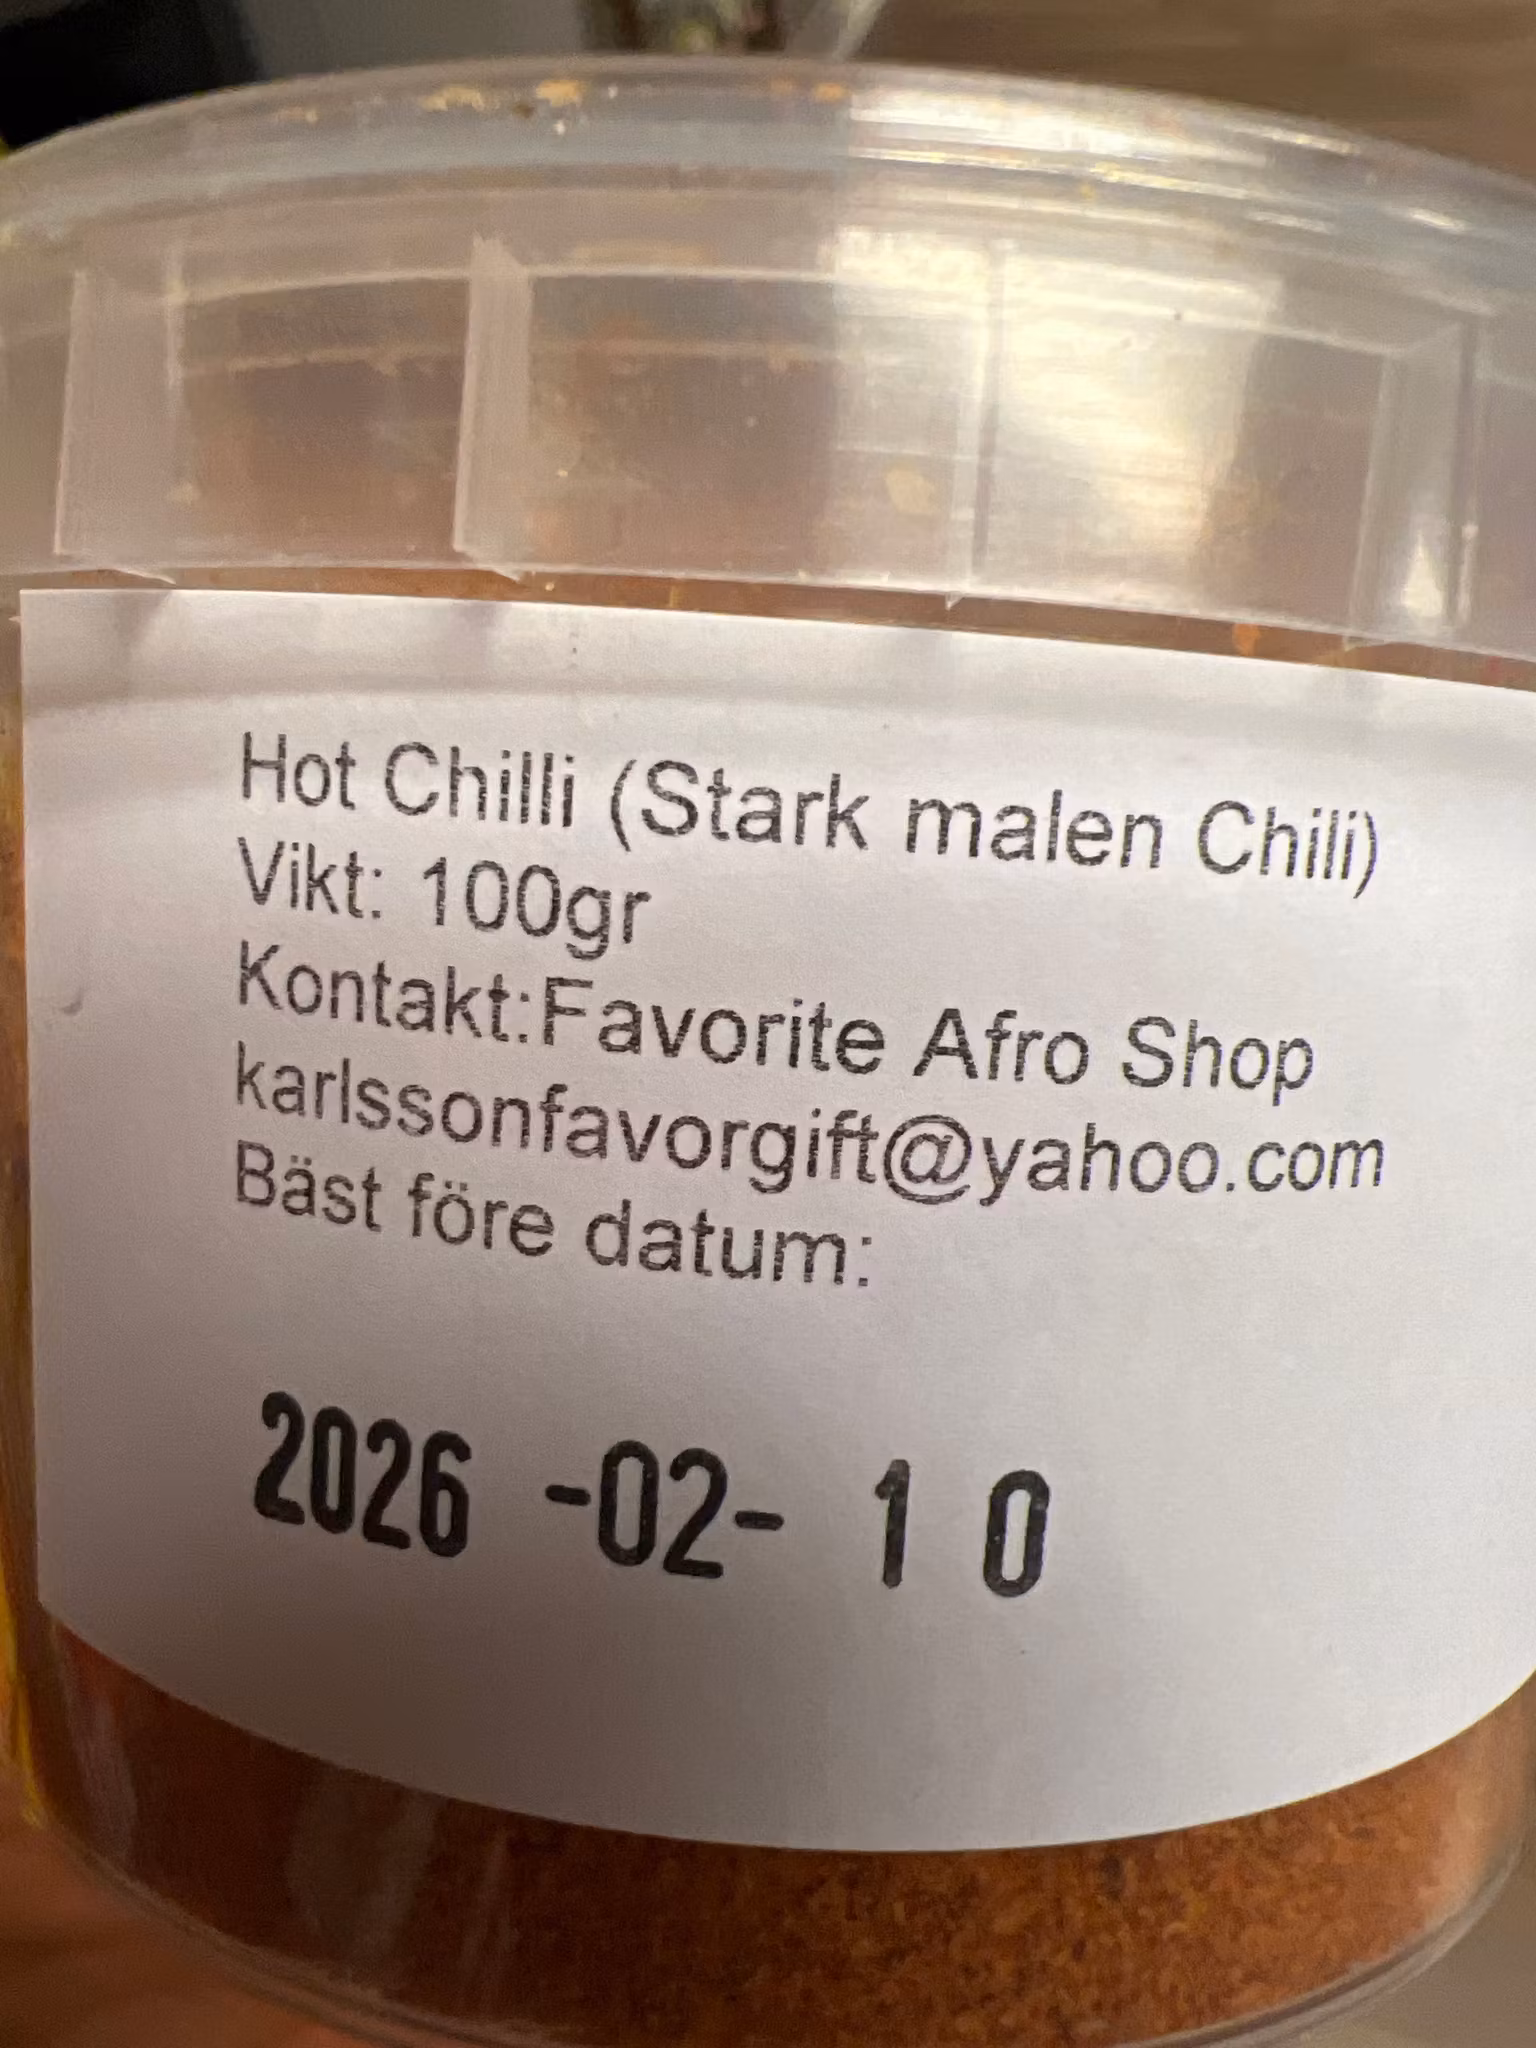 Hot Chilli (Stark malen Chili)
Vikt: 100gr
Kontakt:Favorite Afro Shop
karlssonfavorgift@yahoo.com
Bäst före datum:
2026 -02- 1 0